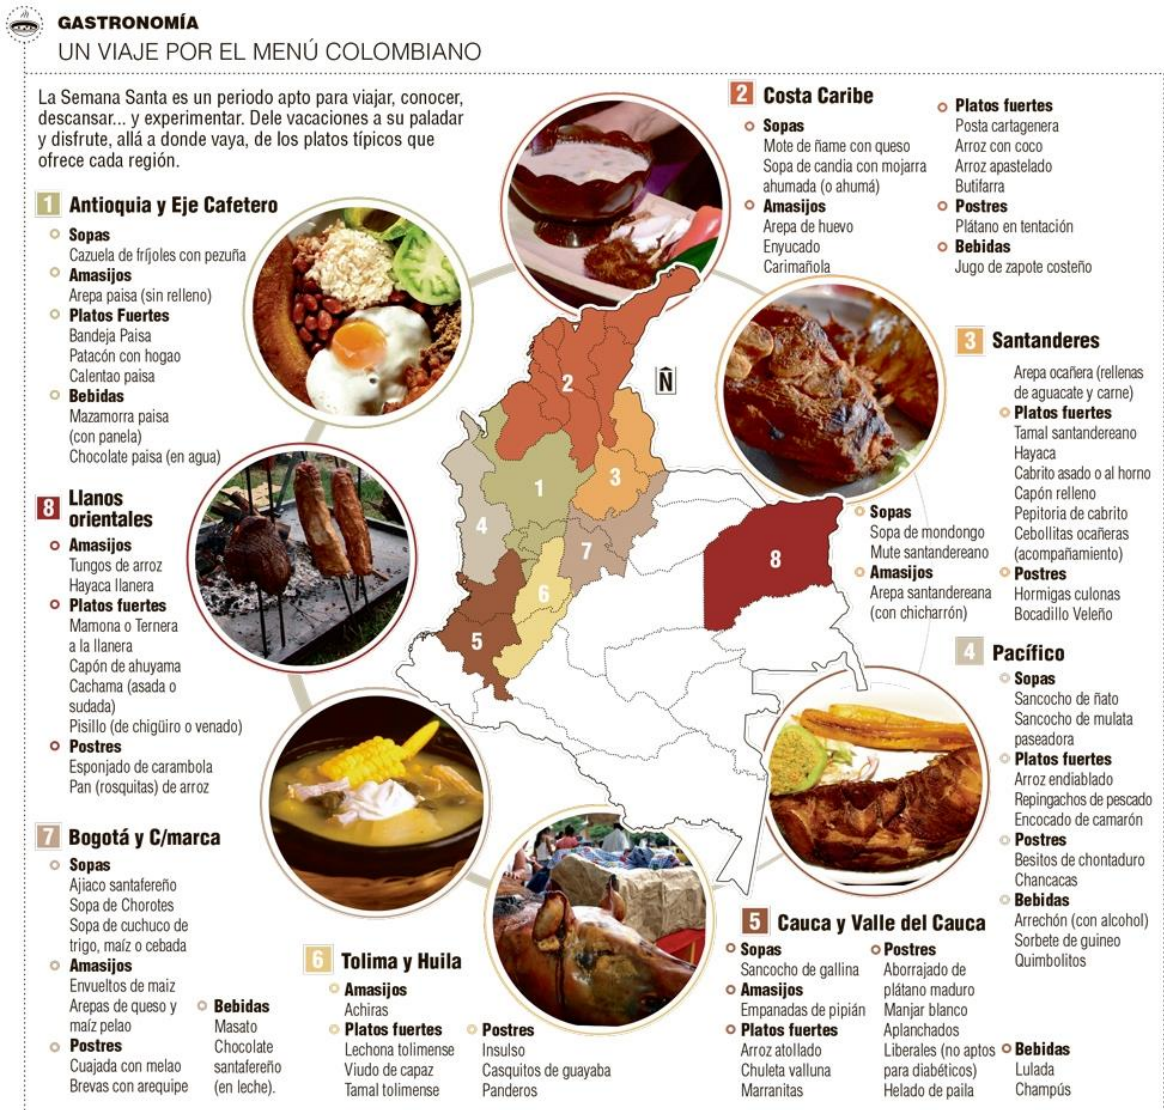 GASTRONOMÍA
UN VIAJE POR EL MENÚ COLOMBIANO
La Semana Santa es un periodo apto para viajar, conocer,
descansar... y experimentar. Dele vacaciones a su paladar
y disfrute, allá a donde vaya, de los platos típicos que
ofrece cada región.
1 Antioquia y Eje Cafetero
Sopas
Cazuela de fríjoles con pezuña
Amasijos
Arepa paisa (sin relleno)
Platos Fuertes
Bandeja Paisa
Patacón con hogao
Calentao paisa
Bebidas
Mazamorra paisa
(con panela)
Chocolate paisa (en agua)
2 Costa Caribe
Sopas
Mote de ñame con queso
Sopa de candia con mojarra
ahumada (o ahumá)
Amasijos
Arepa de huevo
Enyucado
Carimañola
Platos fuertes
Posta cartagenera
Arroz con coco
Arroz apastelado
Butifarra
Postres
Plátano en tentación
Bebidas
Jugo de zapote costeño
3 Santanderes
Sopas
Sopa de mondongo
Mute santandereano
Amasijos
Arepa santandereana
(con chicharrón)
Arepa ocañera (rellenas
de aguacate y carne)
Platos fuertes
Tamal santandereano
Hayaca
Cabrito asado o al horno
Capón relleno
Pepitoria de cabrito
Cebollitas ocañeras
(acompañamiento)
Postres
Hormigas culonas
Bocadillo Veleño
4 Pacífico
Sopas
Sancocho de ñato
Sancocho de mulata
paseadora
Platos fuertes
Arroz endiablado
Repingachos de pescado
Encocado de camarón
Postres
Besitos de chontaduro
Chancacas
Bebidas
Arrechón (con alcohol)
Sorbete de guineo
Quimbolitos
5 Cauca y Valle del Cauca
Sopas
Sancocho de gallina
Amasijos
Empanadas de pipián
Platos fuertes
Arroz atollado
Chuleta valluna
Marranitas
Postres
Aborrajado de
plátano maduro
Manjar blanco
Aplanchados
Liberales (no aptos
para diabéticos)
Helado de paila
Bebidas
Lulada
Champús
6 Tolima y Huila
Amasijos
Achiras
Platos fuertes
Lechona tolimense
Viudo de capaz
Tamal tolimense
Postres
Insulso
Casquitos de guayaba
Panderos
7 Bogotá y C/marca
Sopas
Ajiaco santafereño
Sopa de Chorotes
Sopa de cuchuco de
trigo, maíz o cebada
Amasijos
Envueltos de maiz
Arepas de queso y
maíz pelao
Postres
Cuajada con melao
Brevas con arequipe
Bebidas
Masato
Chocolate
santafereño
(en leche).
8 Llanos
orientales
Amasijos
Tungos de arroz
Hayaca llanera
Platos fuertes
Mamona o Ternera
a la llanera
Capón de ahuyama
Cachama (asada o
sudada)
Pisillo (de chigüiro o venado)
Postres
Esponjado de carambola
Pan (rosquitas) de arroz
N
2
1
3
4
7
8
6
5